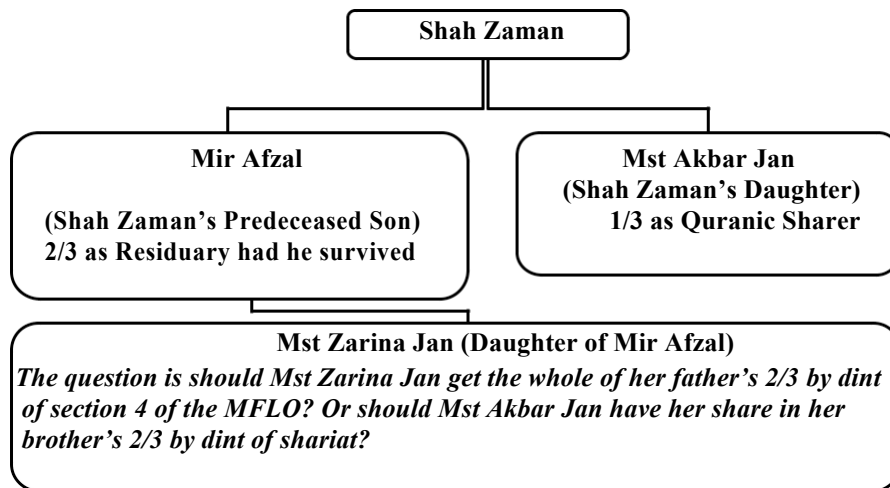 Shah Zaman
Mir Afzal
(Shah Zaman’s Predeceased Son)
2/3 as Residuary had he survived
Mst Akbar Jan
(Shah Zaman’s Daughter)
1/3 as Quranic Sharer
Mst Zarina Jan (Daughter of Mir Afzal)
The question is should Mst Zarina Jan get the whole of her father’s 2/3 by dint
of section 4 of the MFLO? Or should Mst Akbar Jan have her share in her
brother’s 2/3 by dint of shariat?